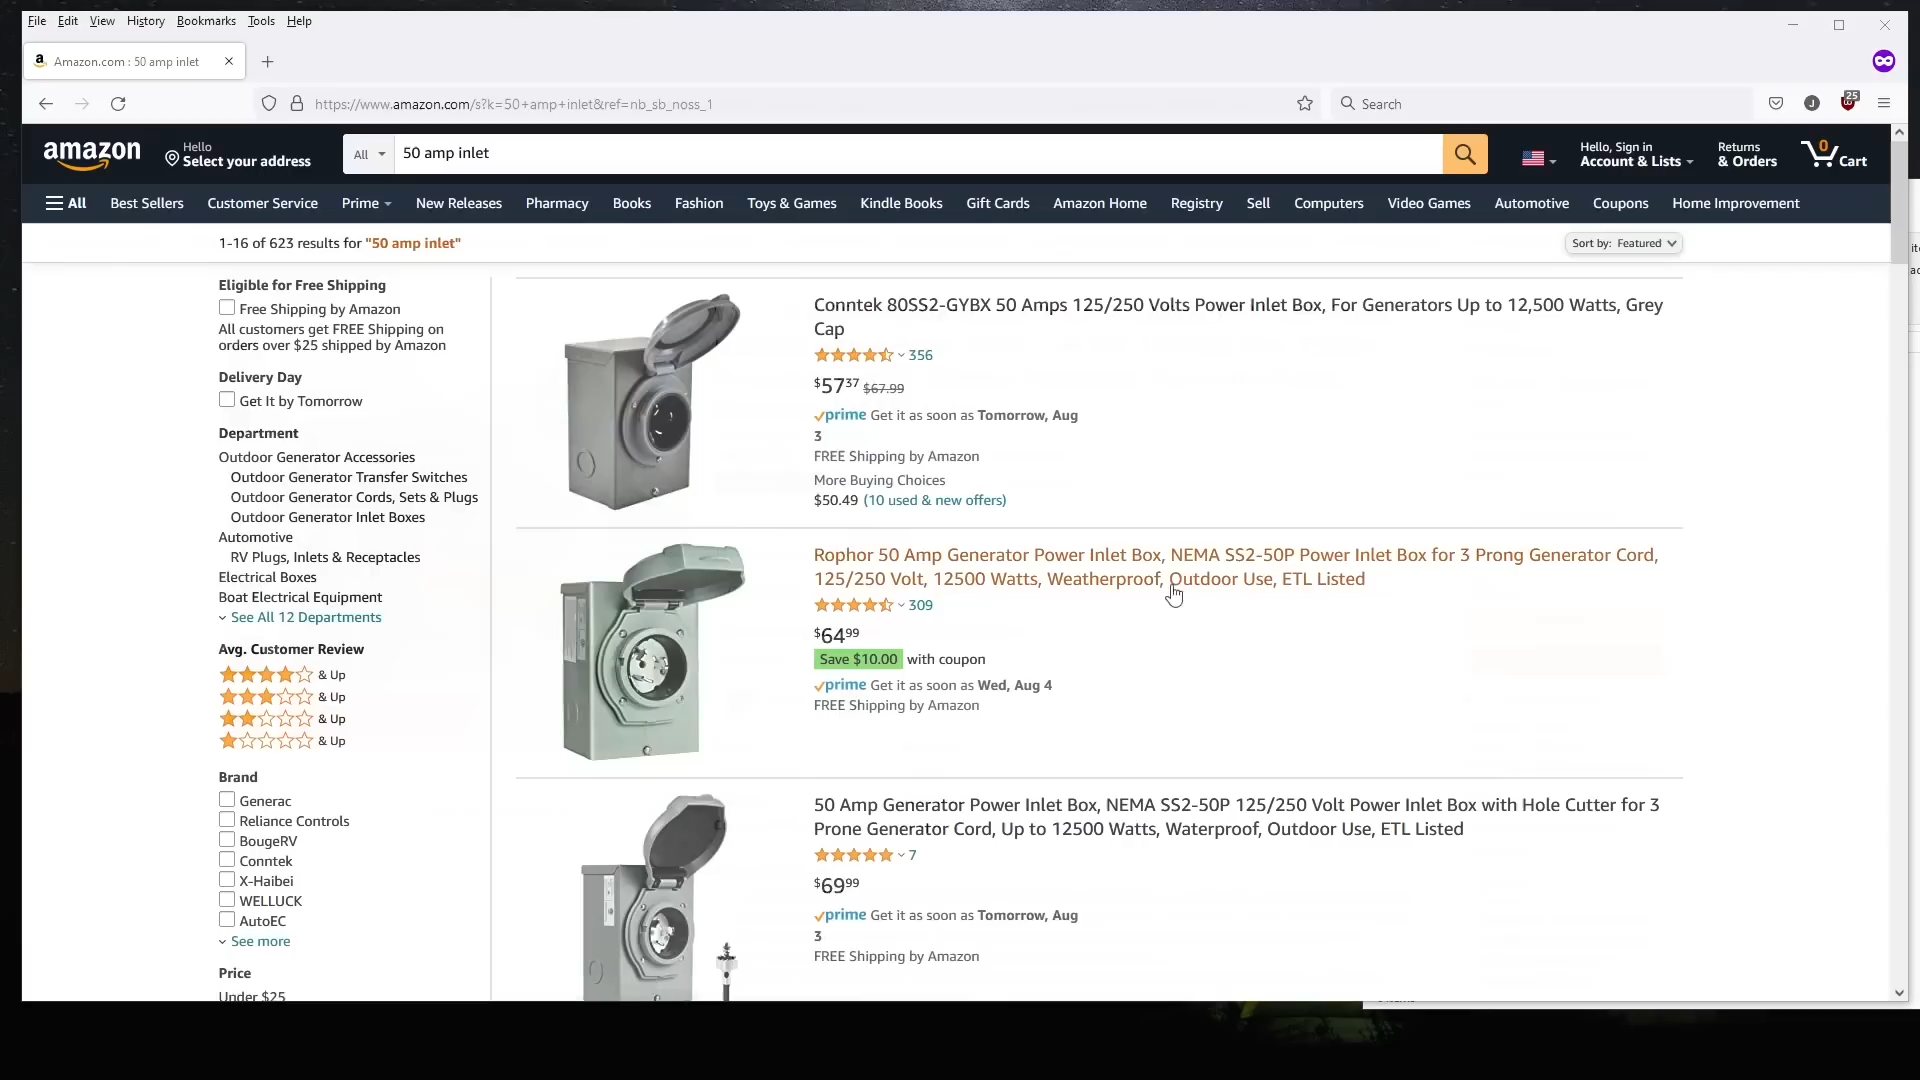 File Edit View History Bookmarks Tools Help
Amazon.com : 50 amp inlet
https://www.amazon.com/s?k=50+amp+inlet&ref=nb_sb_noss_1
Search
J
25
amazon
Hello
Select your address
All
50 amp inlet
Hello, Sign in
Account & Lists
Returns
& Orders
0
Cart
All Best Sellers Customer Service Prime New Releases Pharmacy Books Fashion Toys & Games Kindle Books Gift Cards Amazon Home Registry Sell Computers Video Games Automotive Coupons Home Improvement
1-16 of 623 results for "50 amp inlet"
Sort by: Featured
Eligible for Free Shipping
Free Shipping by Amazon
All customers get FREE Shipping on
orders over $25 shipped by Amazon
Delivery Day
Get It by Tomorrow
Department
Outdoor Generator Accessories
Outdoor Generator Transfer Switches
Outdoor Generator Cords, Sets & Plugs
Outdoor Generator Inlet Boxes
Automotive
RV Plugs, Inlets & Receptacles
Electrical Boxes
Boat Electrical Equipment
See All 12 Departments
Avg. Customer Review
& Up
& Up
& Up
& Up
Brand
Generac
Reliance Controls
BougeRV
Conntek
X-Haibei
WELLUCK
AutoEC
See more
Price
Under $25
Conntek 80SS2-GYBX 50 Amps 125/250 Volts Power Inlet Box, For Generators Up to 12,500 Watts, Grey
Cap
356
$5737 $67.99
prime Get it as soon as Tomorrow, Aug
3
FREE Shipping by Amazon
More Buying Choices
$50.49 (10 used & new offers)
Rophor 50 Amp Generator Power Inlet Box, NEMA SS2-50P Power Inlet Box for 3 Prong Generator Cord,
125/250 Volt, 12500 Watts, Weatherproof, Outdoor Use, ETL Listed
309
$6499
Save $10.00 with coupon
prime Get it as soon as Wed, Aug 4
FREE Shipping by Amazon
50 Amp Generator Power Inlet Box, NEMA SS2-50P 125/250 Volt Power Inlet Box with Hole Cutter for 3
Prone Generator Cord, Up to 12500 Watts, Waterproof, Outdoor Use, ETL Listed
7
$6999
prime Get it as soon as Tomorrow, Aug
3
FREE Shipping by Amazon